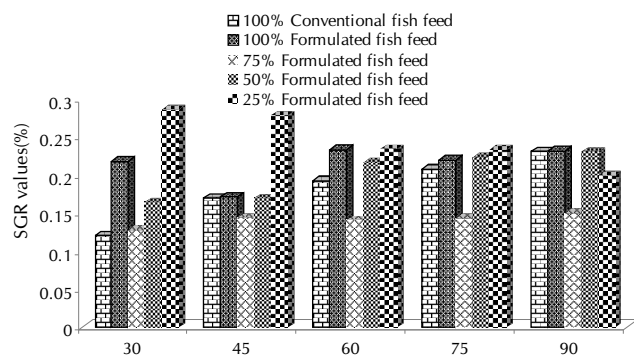 100% Conventional fish feed
100% Formulated fish feed
75% Formulated fish feed
50% Formulated fish feed
25% Formulated fish feed
0.3
0.25
0.2
0.15
0.1
0.05
0
SGR values(%)
30 45 60 75 90